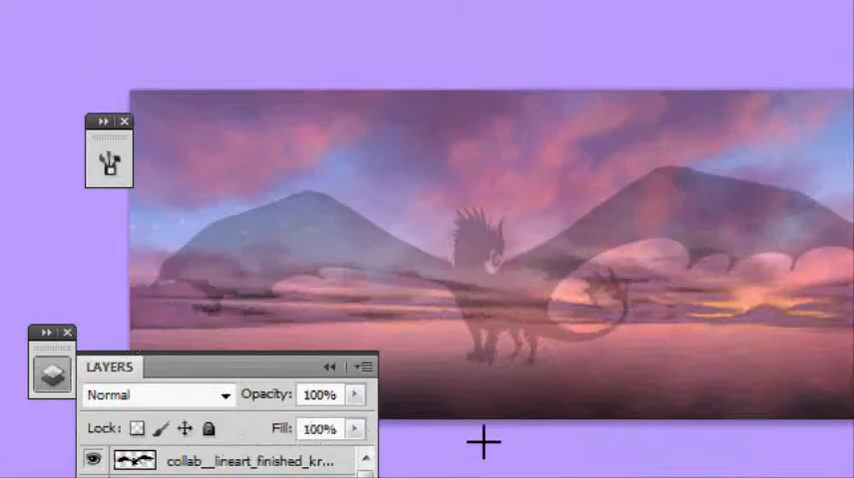 LAYERS
Normal
Opacity: 100%
Lock:
Fill: 100%
collab__lineart_finished_kr...